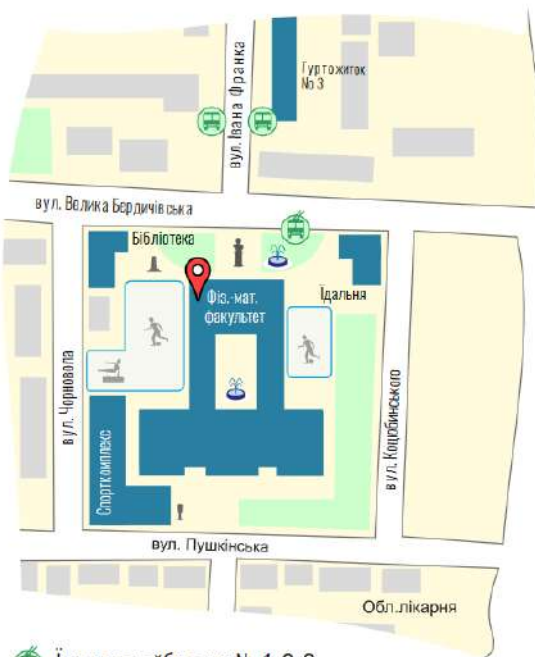 Гуртожиток
№ 3
вул. Івана Франка
вул. Велика Бердичівська
Бібліотека
Фіз.-мат.
факультет
Їдальня
вул. Чорновола
вул. Коцюбинського
Спорткомплекс
вул. Пушкінська
Обл.лікарня